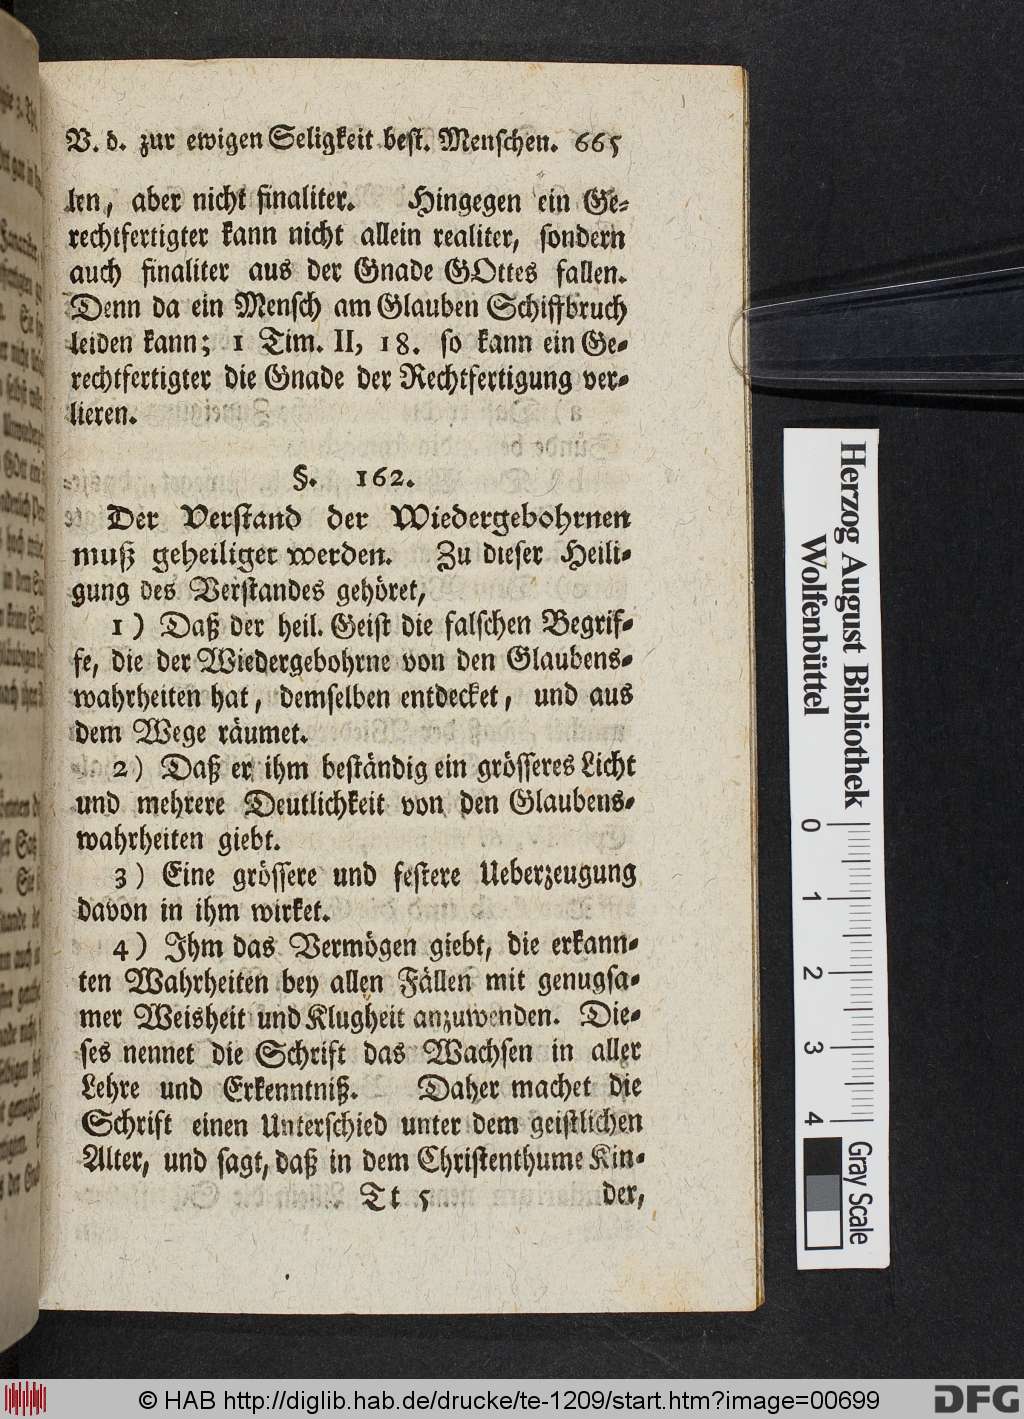 V. d. zur ewigen Seligkeit best. Menschen. 665
len, aber nicht finaliter. Hingegen ein Ge-
rechtfertigter kann nicht allein realiter, sondern
auch finaliter aus der Gnade GOttes fallen.
Denn da ein Mensch am Glauben Schiffbruch
leiden kann; 1 Tim. II, 18. so kann ein Ge-
rechtfertigter die Gnade der Rechtfertigung ver-
lieren.
§. 162.
Der Verstand der Wiedergebohrnen
muß geheiliget werden. Zu dieser Heili-
gung des Verstandes gehöret,
1) Daß der heil. Geist die falschen Begrif-
fe, die der Wiedergebohrne von den Glaubens-
wahrheiten hat, demselben entdecket, und aus
dem Wege räumet.
2) Daß er ihm beständig ein grösseres Licht
und mehrere Deutlichkeit von den Glaubens-
wahrheiten giebt.
3) Eine grössere und festere Ueberzeugung
davon in ihm wirket.
4) Ihm das Vermögen giebt, die erkann-
ten Wahrheiten bey allen Fällen mit genugsa-
mer Weisheit und Klugheit anzuwenden. Die-
ses nennet die Schrift das Wachsen in aller
Lehre und Erkenntniß. Daher machet die
Schrift einen Unterschied unter dem geistlichen
Alter, und sagt, daß in dem Christenthume Kin-
Tt 5 der,
Herzog August Bibliothek
Wolfenbüttel
0 1 2 3 4
Gray Scale
© HAB http://diglib.hab.de/drucke/te-1209/start.htm?image=00699
DFG